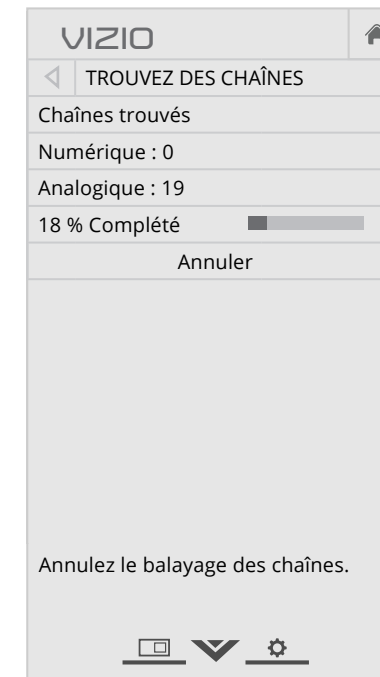 VIZIO
TROUVEZ DES CHAÎNES
Chaînes trouvés
Numérique : 0
Analogique : 19
18 % Complété
Annuler
Annulez le balayage des chaînes.